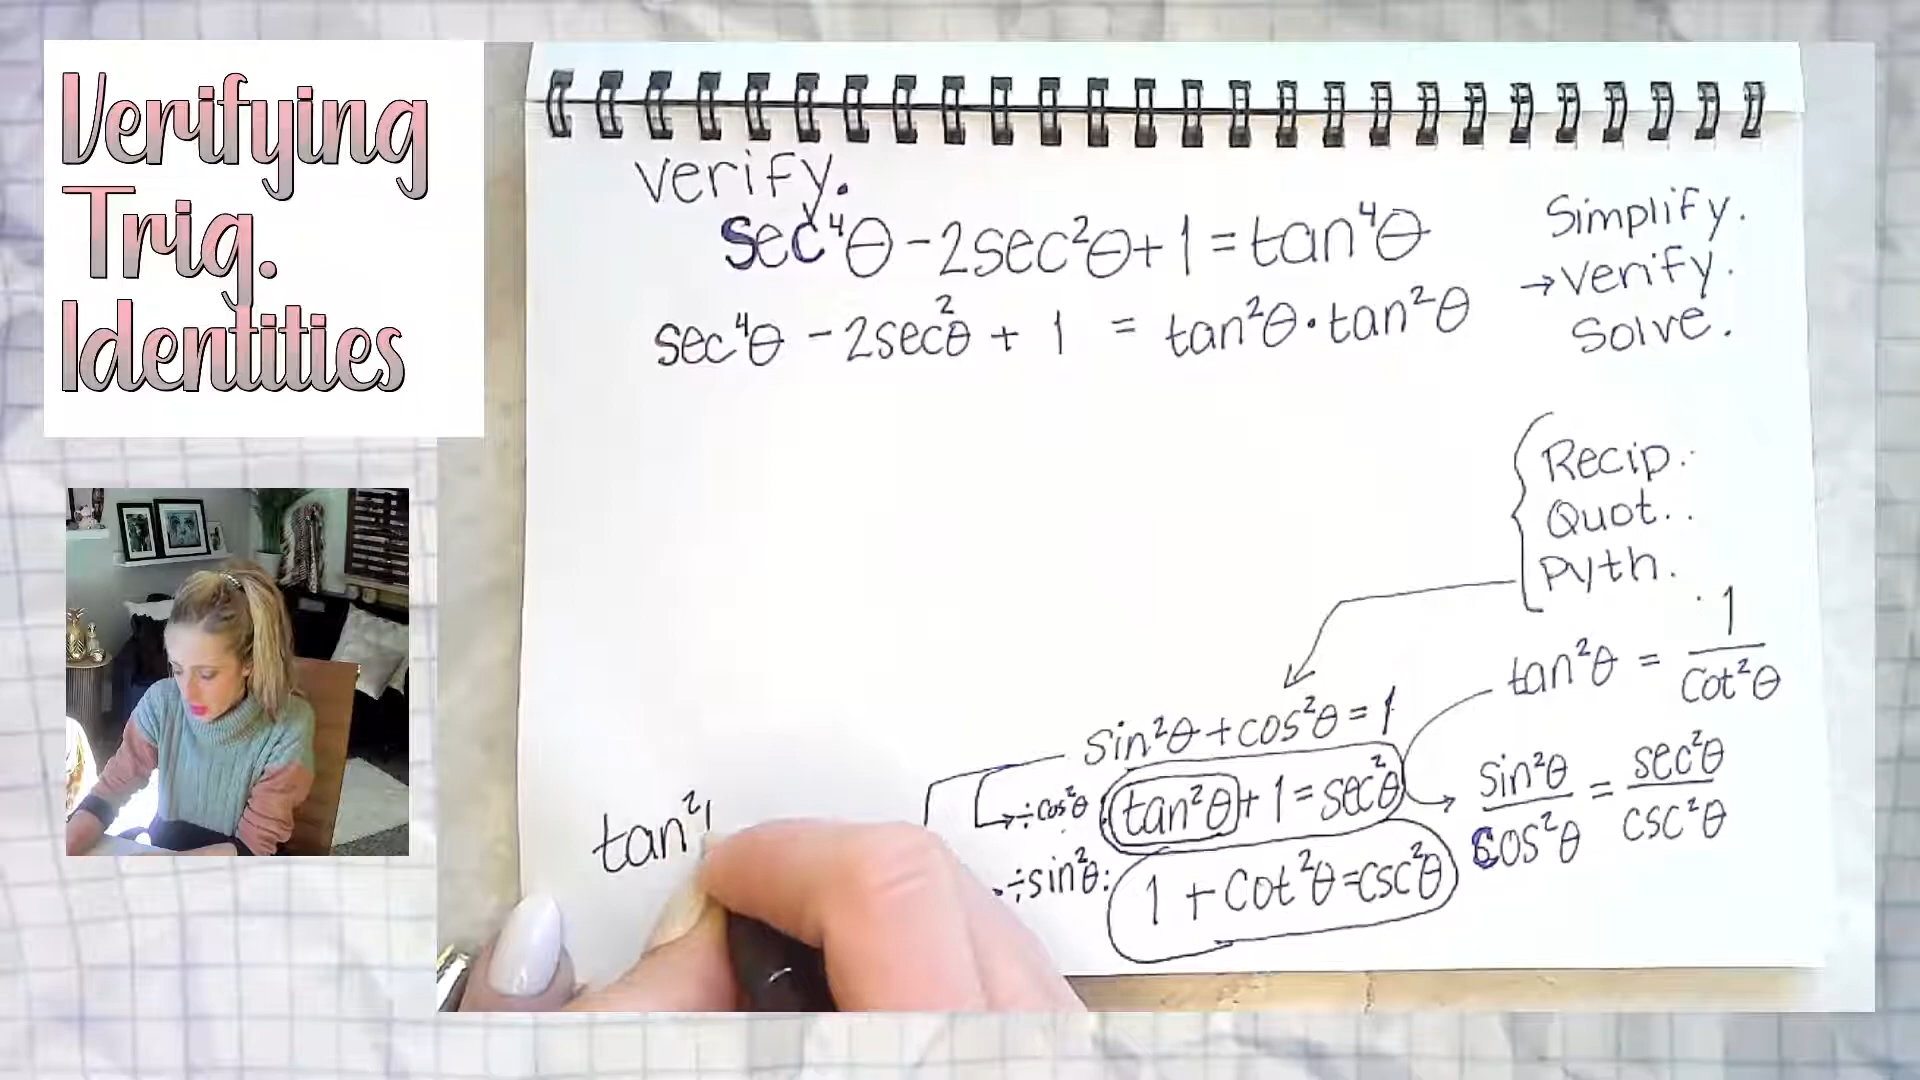 Verifying
Trig.
Identities
Verify.
sec⁴θ - 2sec²θ + 1 = tan⁴θ
sec⁴θ - 2sec²θ + 1 = tan²θ · tan²θ
Simplify.
→ Verify.
Solve.
Recip.
Quot.
Pyth.
tan²θ = 1/cot²θ
sin²θ + cos²θ = 1
÷cos²θ: tan²θ + 1 = sec²θ
sin²θ/cos²θ = sec²θ/csc²θ
÷sin²θ: 1 + cot²θ = csc²θ
tan²